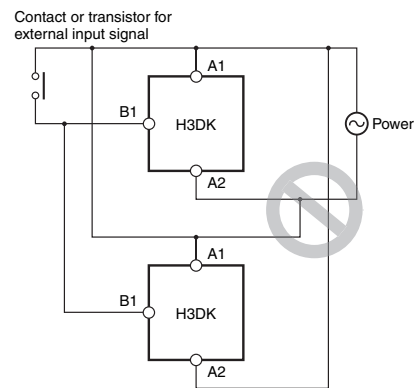 Contact or transistor for
external input signal
A1
B1
H3DK
Power
A2
A1
B1
H3DK
A2